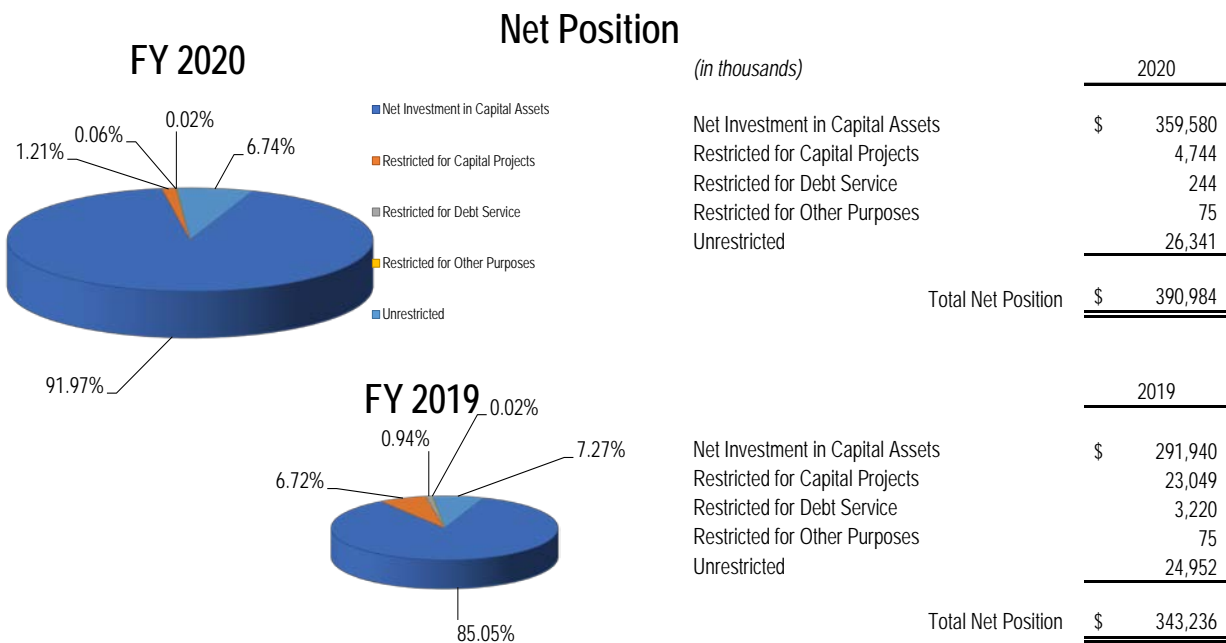 Net Position
FY 2020
0.02%
0.06%
1.21%
6.74%
91.97%
Net Investment in Capital Assets
Restricted for Capital Projects
Restricted for Debt Service
Restricted for Other Purposes
Unrestricted
(in thousands) 2020
Net Investment in Capital Assets $ 359,580
Restricted for Capital Projects 4,744
Restricted for Debt Service 244
Restricted for Other Purposes 75
Unrestricted 26,341
Total Net Position $ 390,984
FY 2019
0.02%
0.94%
7.27%
6.72%
85.05%
2019
Net Investment in Capital Assets $ 291,940
Restricted for Capital Projects 23,049
Restricted for Debt Service 3,220
Restricted for Other Purposes 75
Unrestricted 24,952
Total Net Position $ 343,236